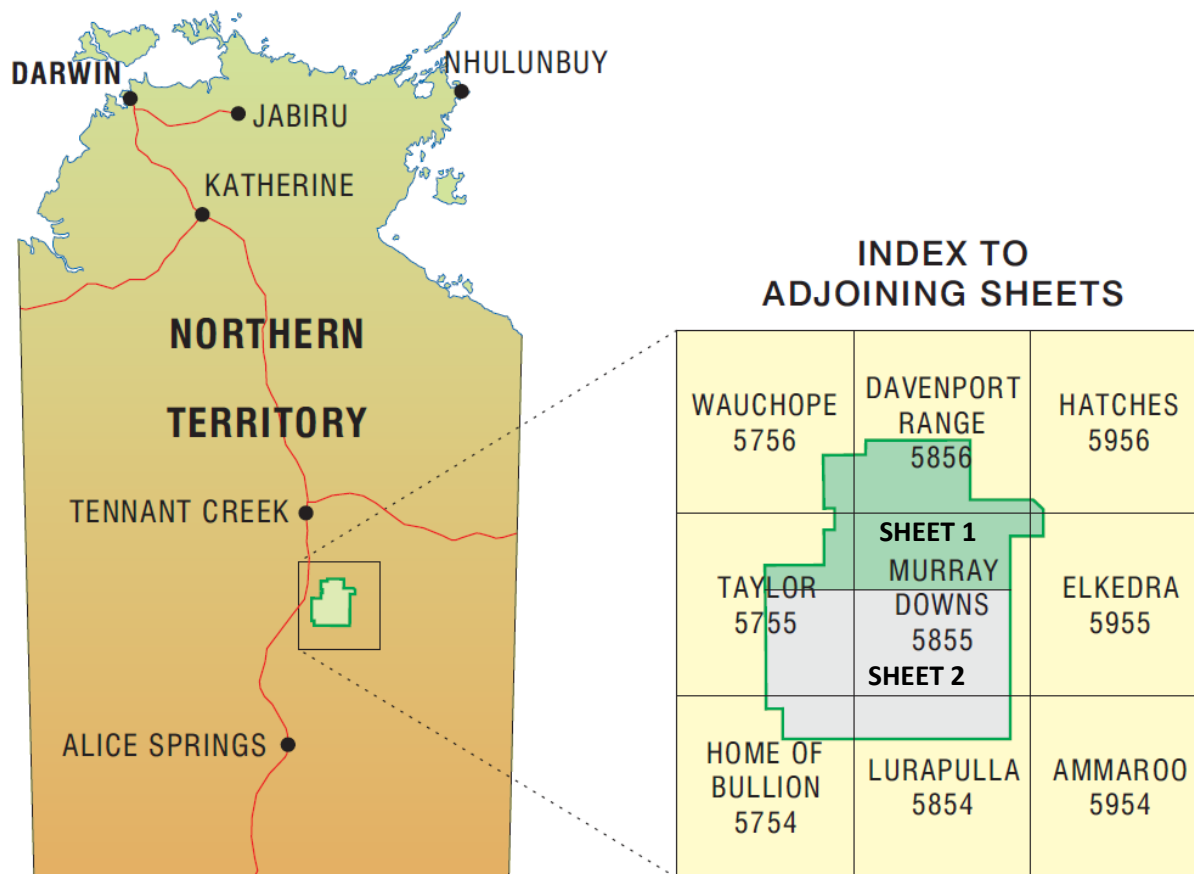 DARWIN
NHULUNBUY
JABIRU
KATHERINE
NORTHERN
TERRITORY
TENNANT CREEK
ALICE SPRINGS
INDEX TO
ADJOINING SHEETS
WAUCHOPE
5756
DAVENPORT
RANGE
5856
HATCHES
5956
SHEET 1
TAYLOR
5755
MURRAY
DOWNS
5855
ELKEDRA
5955
SHEET 2
HOME OF
BULLION
5754
LURAPULLA
5854
AMMAROO
5954